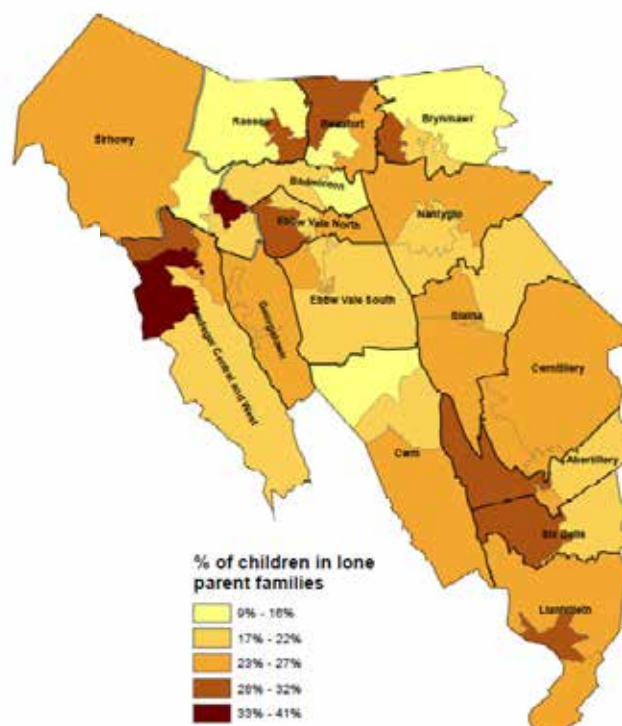 Sirhowy
Rassau
Beaufort
Brynmawr
Badminton
Ebbw Vale North
Nantyglo
Georgetown
Ebbw Vale South
Blaina
Tredegar Central and West
Cwmtillery
Cwm
Abertillery
Six Bells
Llanhilleth
% of children in lone
parent families
9% - 16%
17% - 22%
23% - 27%
28% - 32%
33% - 41%